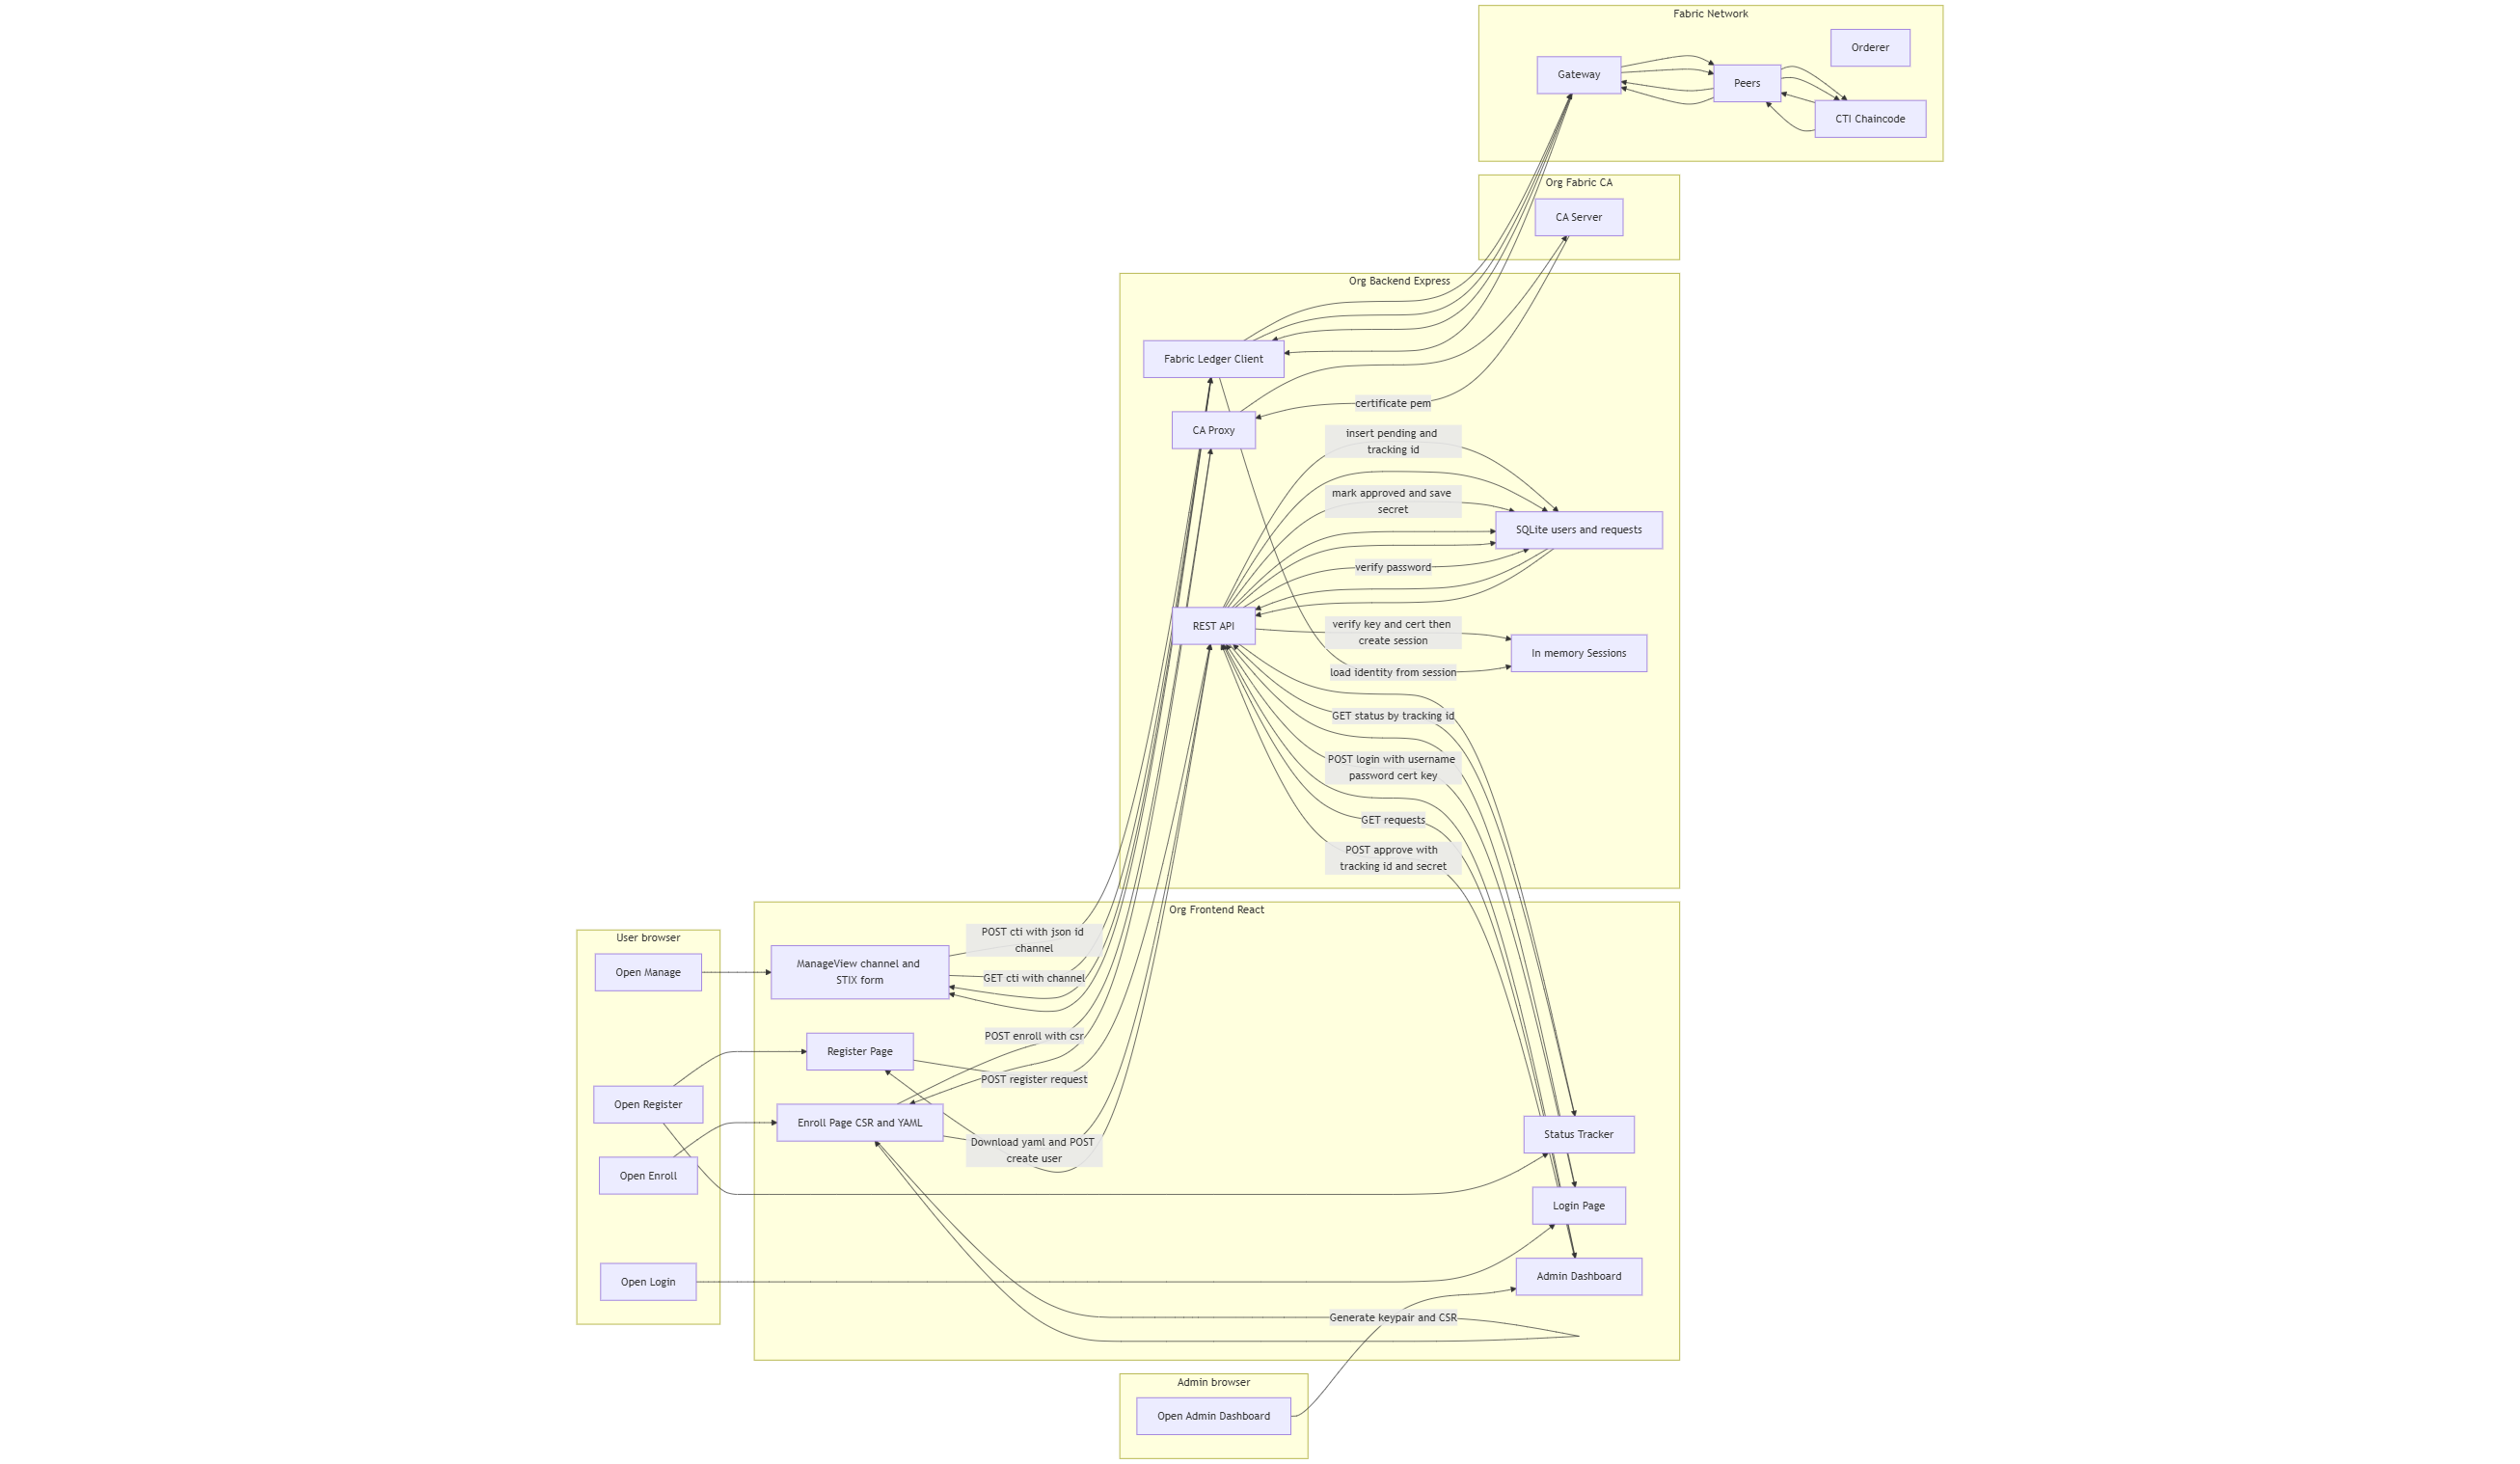 Fabric Network
Orderer
Gateway
Peers
CTI Chaincode
Org Fabric CA
CA Server
Org Backend Express
Fabric Ledger Client
certificate pem
CA Proxy
insert pending and
tracking id
mark approved and save
secret
SQLite users and requests
verify password
REST API
verify key and cert then
create session
In memory Sessions
load identity from session
GET status by tracking id
POST login with username
password cert key
GET requests
POST approve with
tracking id and secret
Org Frontend React
User browser
POST cti with json id
channel
ManageView channel and
STIX form
Open Manage
GET cti with channel
POST enroll with csr
Register Page
POST register request
Open Register
Enroll Page CSR and YAML
Download yaml and POST
create user
Status Tracker
Open Enroll
Login Page
Open Login
Admin Dashboard
Generate keypair and CSR
Admin browser
Open Admin Dashboard